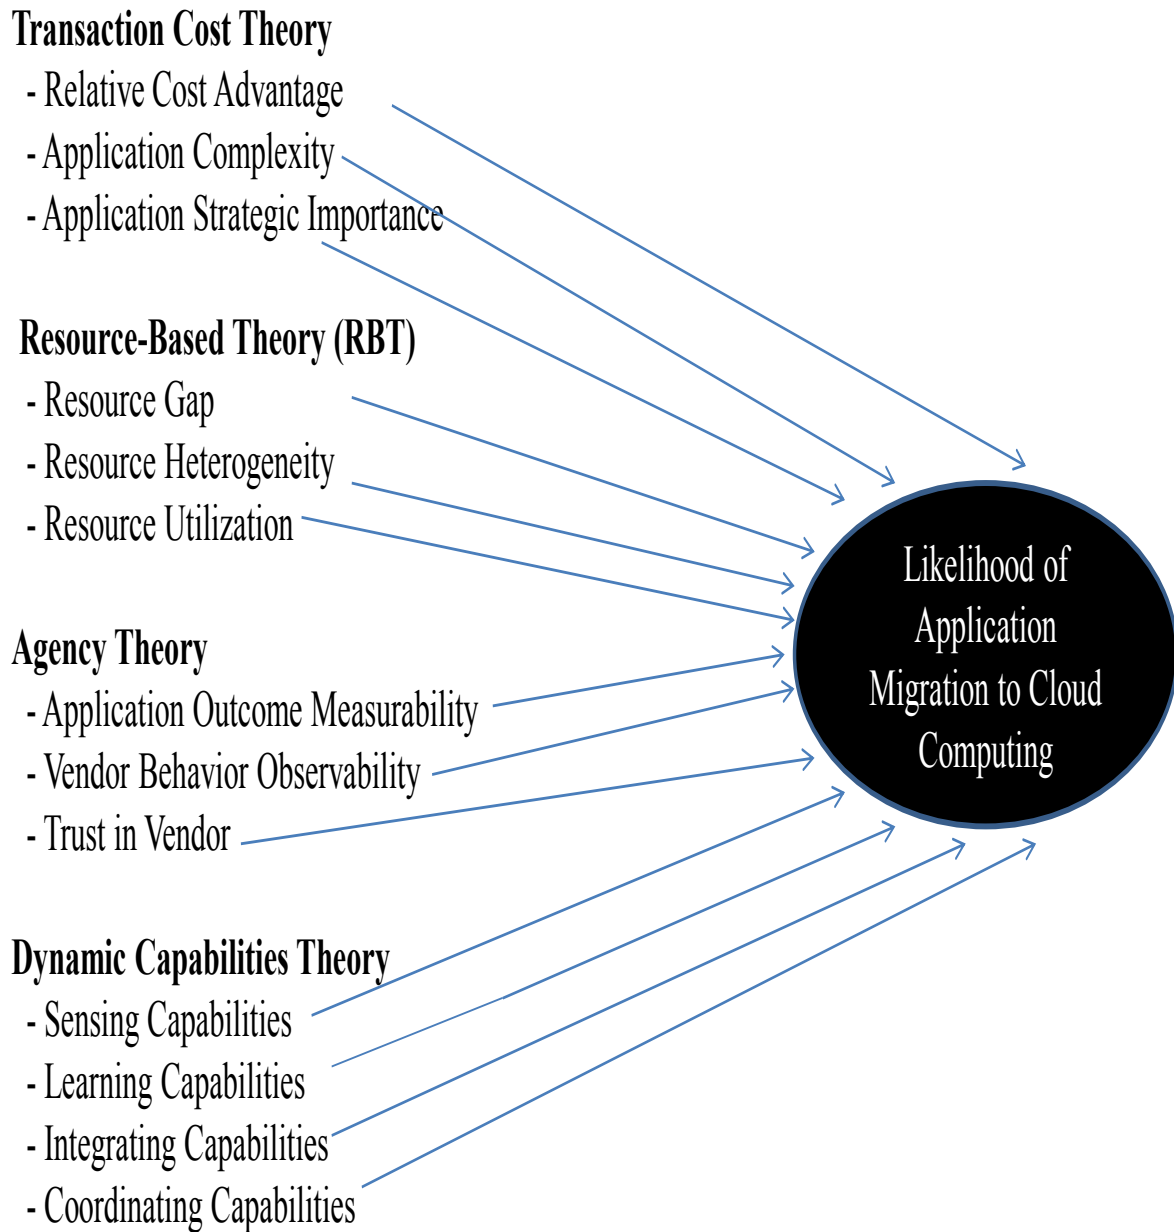 Transaction Cost Theory
- Relative Cost Advantage
- Application Complexity
- Application Strategic Importance
Resource-Based Theory (RBT)
- Resource Gap
- Resource Heterogeneity
- Resource Utilization
Agency Theory
- Application Outcome Measurability
- Vendor Behavior Observability
- Trust in Vendor
Dynamic Capabilities Theory
- Sensing Capabilities
- Learning Capabilities
- Integrating Capabilities
- Coordinating Capabilities
Likelihood of
Application
Migration to Cloud
Computing